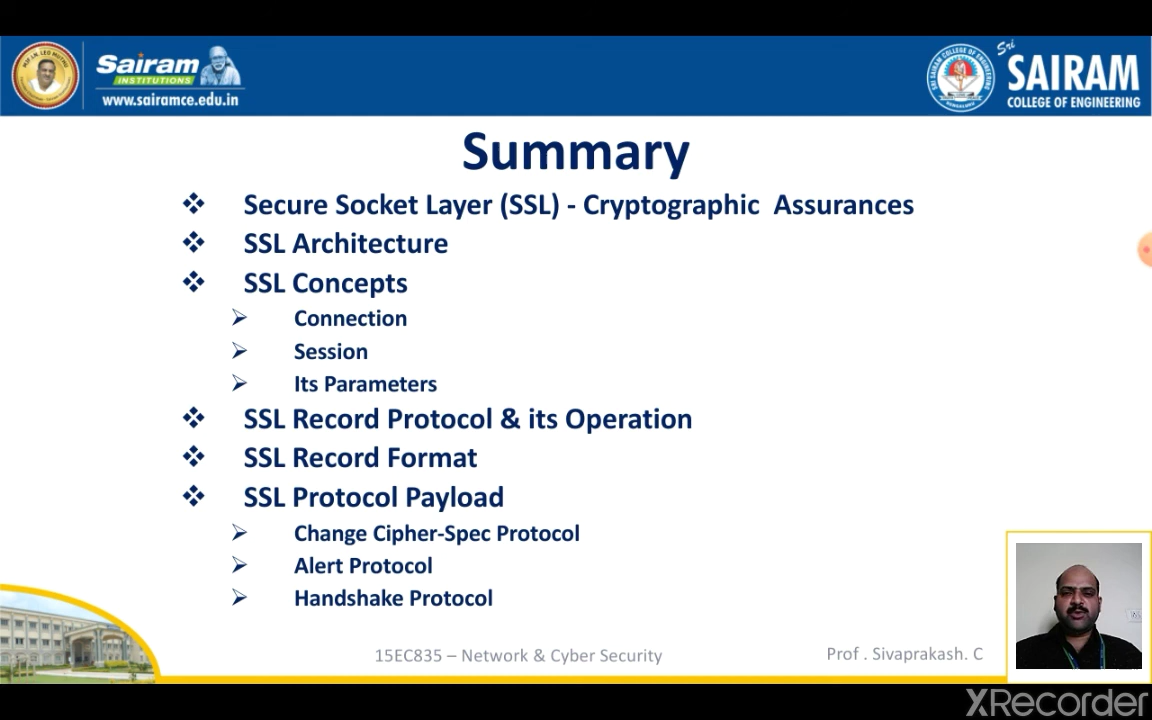 Sairam
INSTITUTIONS
www.sairamce.edu.in
Sri
SAIRAM
COLLEGE OF ENGINEERING
Summary
Secure Socket Layer (SSL) - Cryptographic Assurances
SSL Architecture
SSL Concepts
Connection
Session
Its Parameters
SSL Record Protocol & its Operation
SSL Record Format
SSL Protocol Payload
Change Cipher-Spec Protocol
Alert Protocol
Handshake Protocol
15EC835 – Network & Cyber Security
Prof . Sivaprakash. C
XRecorder